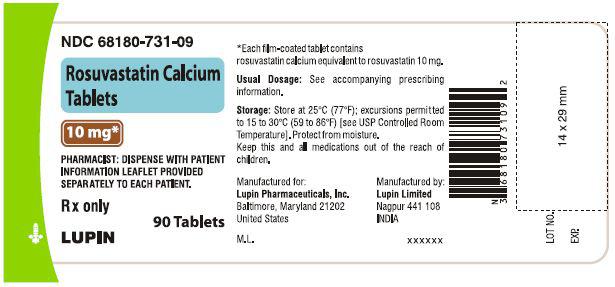 NDC 68180-731-09
Rosuvastatin Calcium
Tablets
10 mg*
PHARMACIST: DISPENSE WITH PATIENT
INFORMATION LEAFLET PROVIDED
SEPARATELY TO EACH PATIENT.
Rx only
90 Tablets
LUPIN
*Each film-coated tablet contains
rosuvastatin calcium equivalent to rosuvastatin 10 mg.
Usual Dosage: See accompanying prescribing
information.
Storage: Store at 25°C (77°F); excursions permitted
to 15 to 30°C (59 to 86°F) [see USP Controlled Room
Temperature]. Protect from moisture.
Keep this and all medications out of the reach of
children.
Manufactured for:
Lupin Pharmaceuticals, Inc.
Baltimore, Maryland 21202
United States
Manufactured by:
Lupin Limited
Nagpur 441 108
INDIA
M.L.
xxxxxx
N 3 68180 73109 2
14 x 29 mm
LOT NO.
EXP.